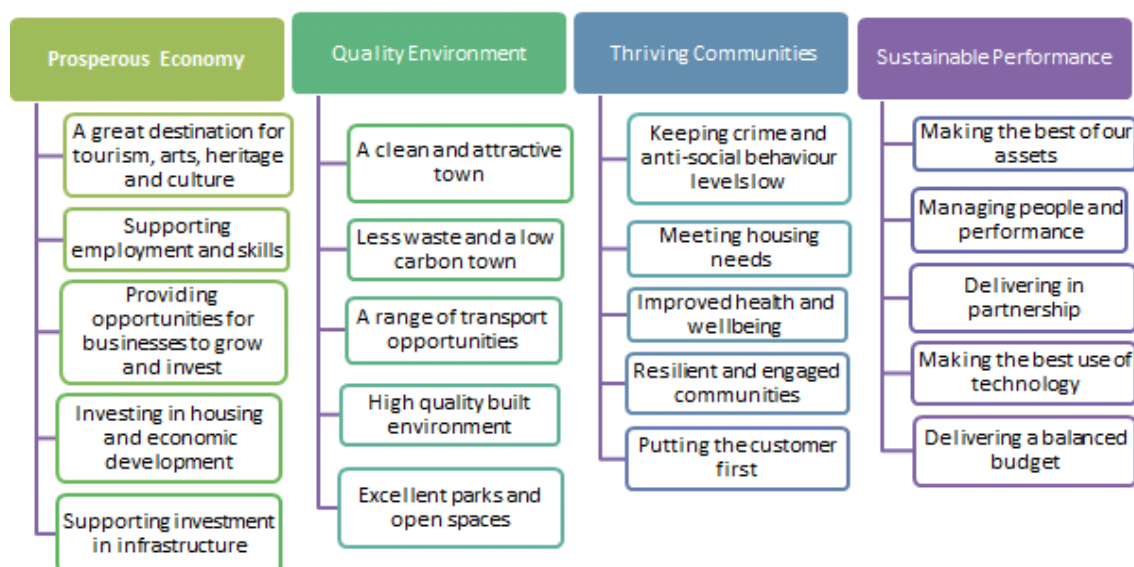 Prosperous Economy
A great destination for
tourism, arts, heritage
and culture
Supporting
employment and skills
Providing
opportunities for
businesses to grow
and invest
Investing in housing
and economic
development
Supporting investment
in infrastructure
Quality Environment
A clean and attractive
town
Less waste and a low
carbon town
A range of transport
opportunities
High quality built
environment
Excellent parks and
open spaces
Thriving Communities
Keeping crime and
anti-social behaviour
levels low
Meeting housing
needs
Improved health and
wellbeing
Resilient and engaged
communities
Putting the customer
first
Sustainable Performance
Making the best of our
assets
Managing people and
performance
Delivering in
partnership
Making the best use of
technology
Delivering a balanced
budget